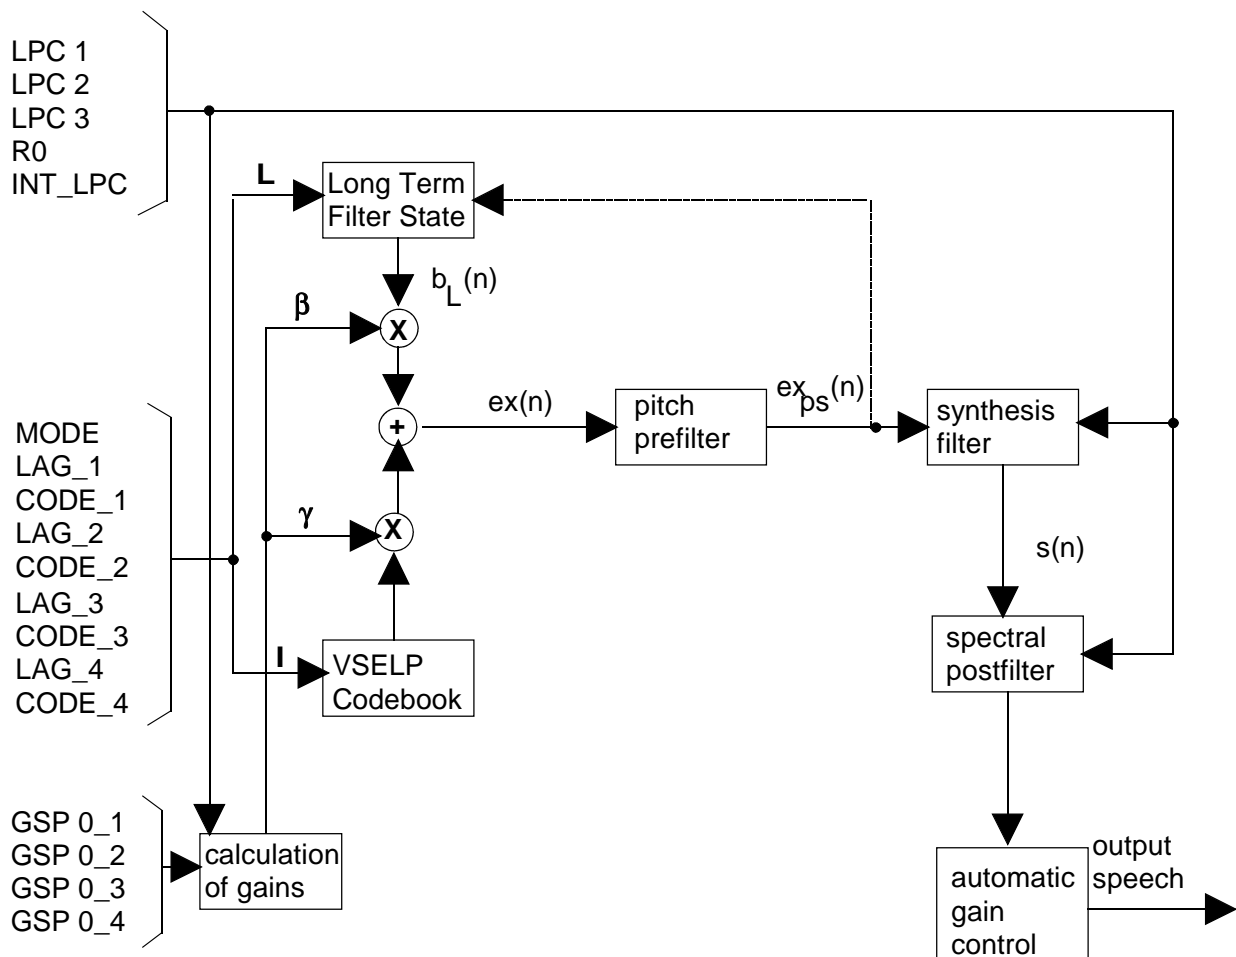 LPC 1
LPC 2
LPC 3
R0
INT_LPC
L
Long Term
Filter State
b_L(n)
β
X
MODE
LAG_1
CODE_1
LAG_2
CODE_2
LAG_3
CODE_3
LAG_4
CODE_4
+
ex(n)
pitch
prefilter
ex_ps(n)
synthesis
filter
γ
X
s(n)
I
VSELP
Codebook
spectral
postfilter
GSP 0_1
GSP 0_2
GSP 0_3
GSP 0_4
calculation
of gains
automatic
gain
control
output
speech